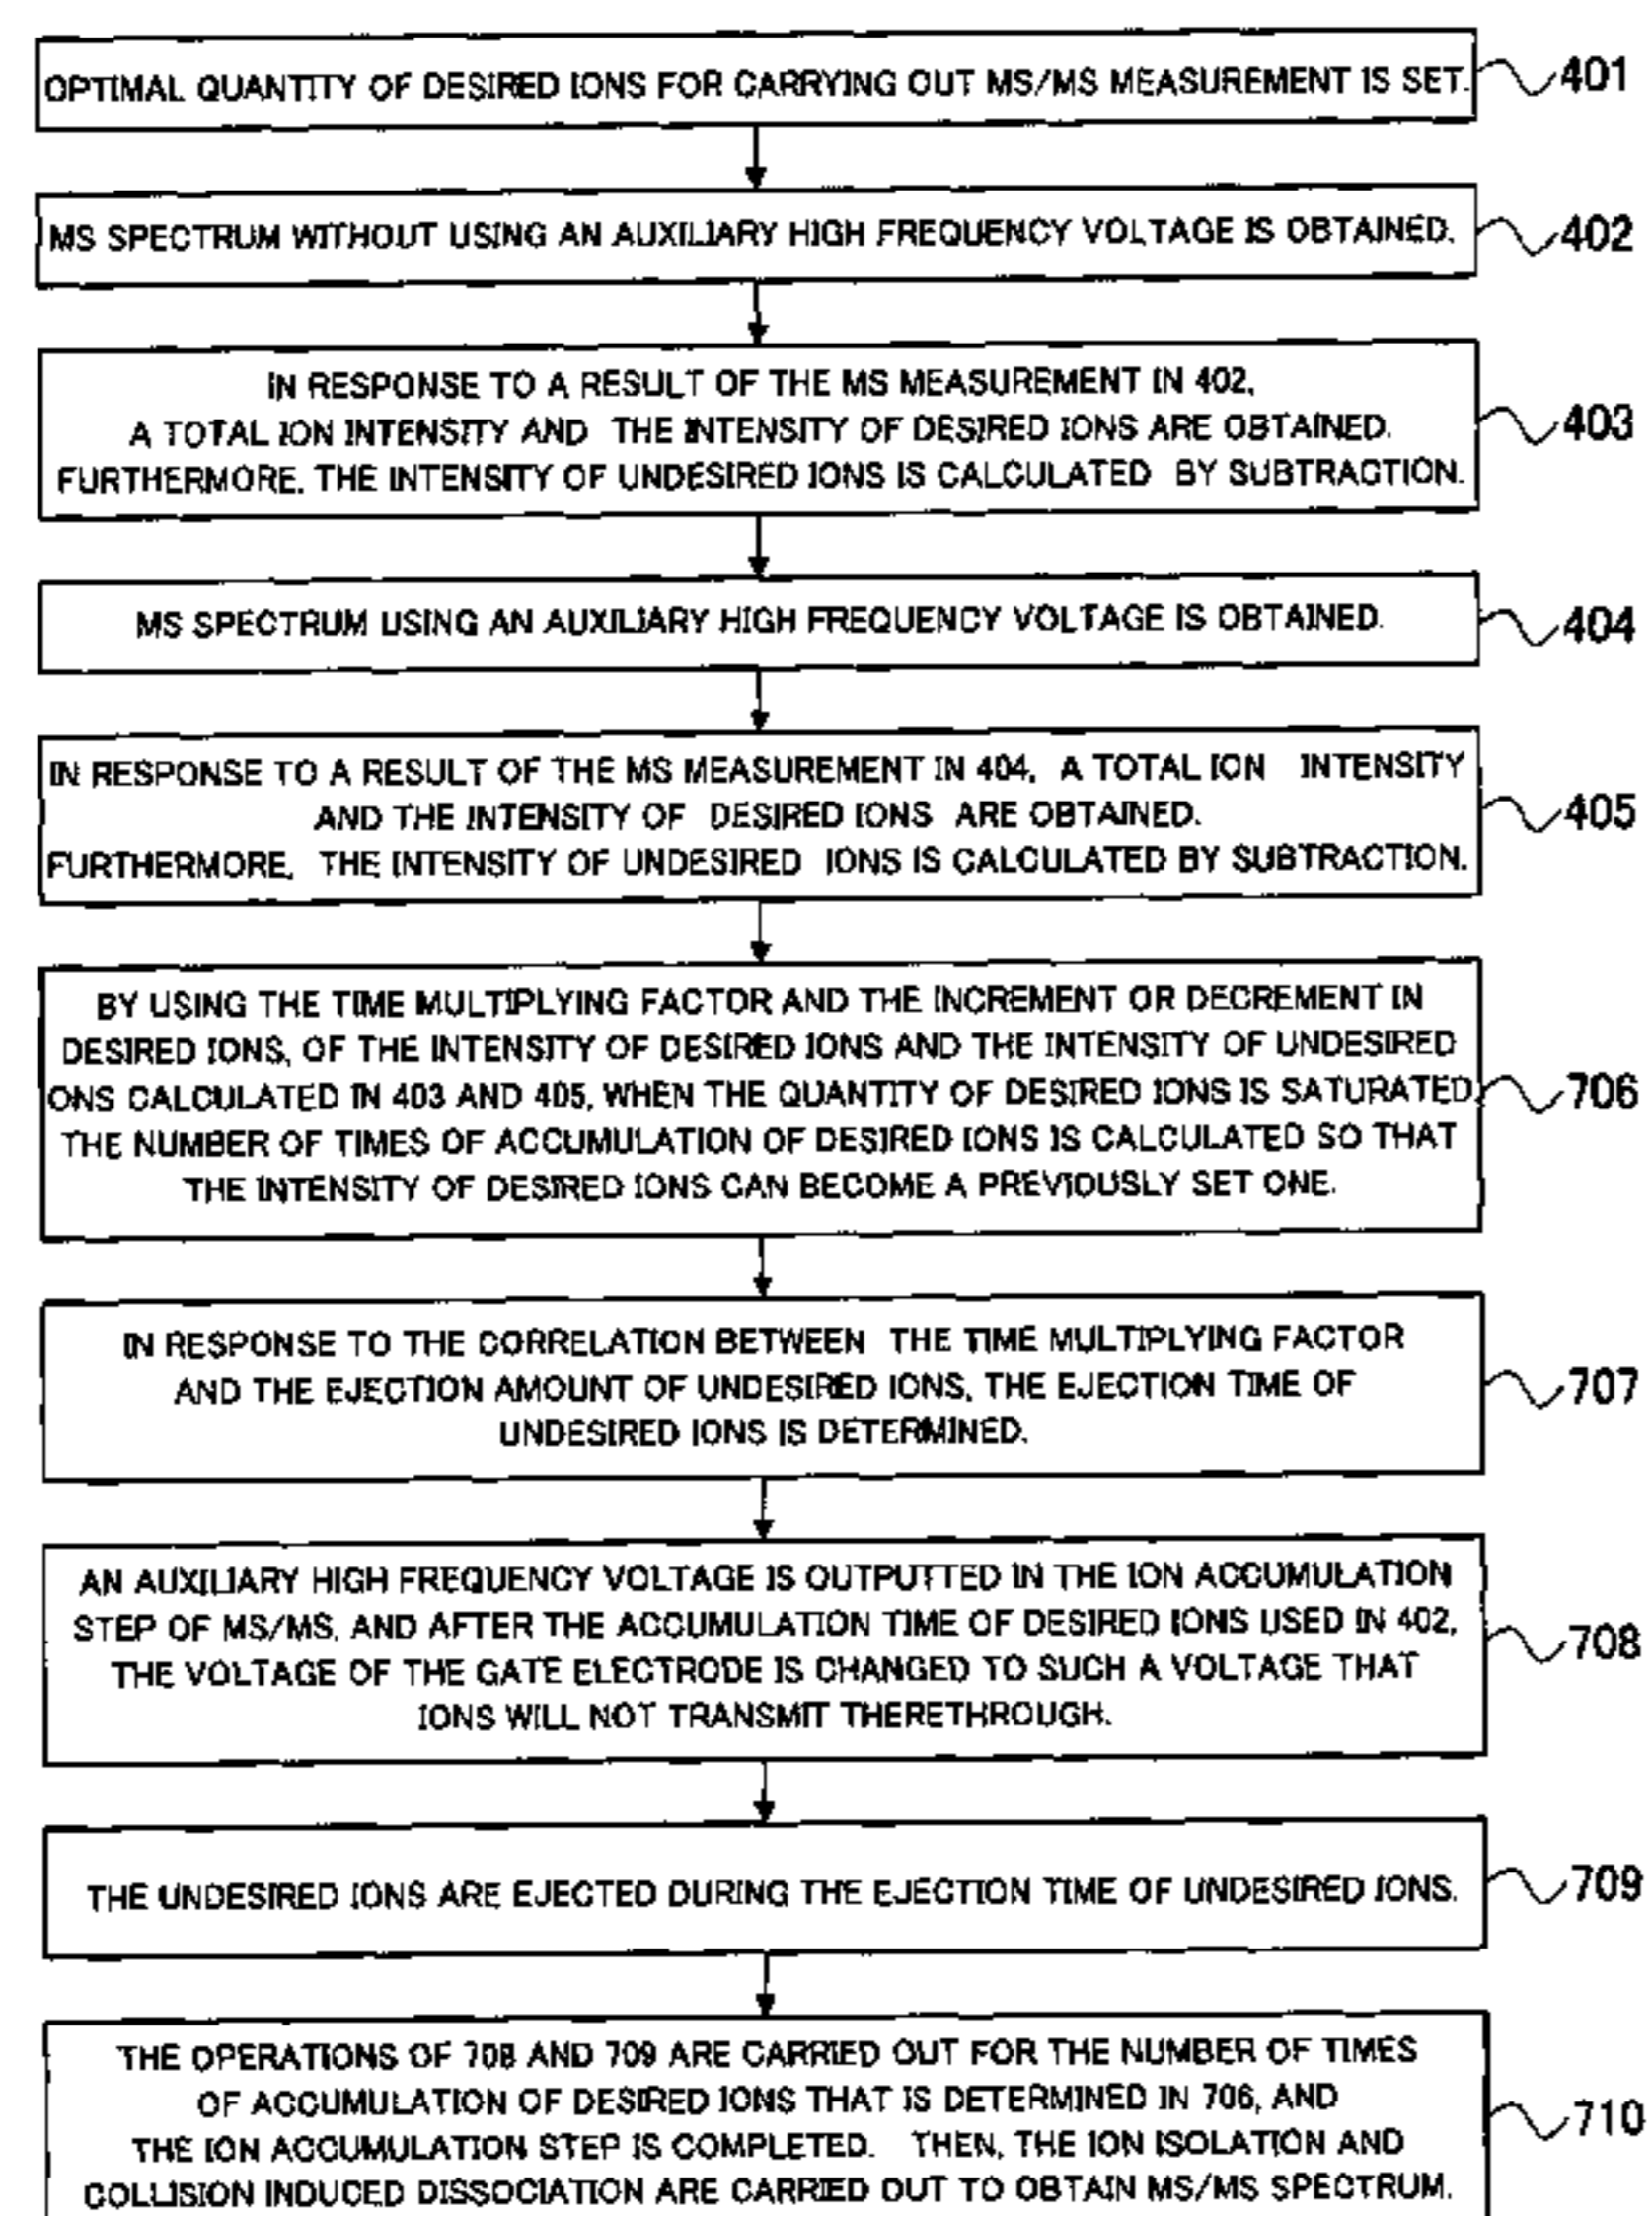 OPTIMAL QUANTITY OF DESIRED IONS FOR CARRYING OUT MS/MS MEASUREMENT IS SET.
401
MS SPECTRUM WITHOUT USING AN AUXILIARY HIGH FREQUENCY VOLTAGE IS OBTAINED.
402
IN RESPONSE TO A RESULT OF THE MS MEASUREMENT IN 402,
A TOTAL ION INTENSITY AND THE INTENSITY OF DESIRED IONS ARE OBTAINED.
FURTHERMORE, THE INTENSITY OF UNDESIRED IONS IS CALCULATED BY SUBTRACTION.
403
MS SPECTRUM USING AN AUXILIARY HIGH FREQUENCY VOLTAGE IS OBTAINED.
404
IN RESPONSE TO A RESULT OF THE MS MEASUREMENT IN 404, A TOTAL ION INTENSITY
AND THE INTENSITY OF DESIRED IONS ARE OBTAINED.
FURTHERMORE, THE INTENSITY OF UNDESIRED IONS IS CALCULATED BY SUBTRACTION.
405
BY USING THE TIME MULTIPLYING FACTOR AND THE INCREMENT OR DECREMENT IN
DESIRED IONS, OF THE INTENSITY OF DESIRED IONS AND THE INTENSITY OF UNDESIRED
ONS CALCULATED IN 403 AND 405, WHEN THE QUANTITY OF DESIRED IONS IS SATURATED
THE NUMBER OF TIMES OF ACCUMULATION OF DESIRED IONS IS CALCULATED SO THAT
THE INTENSITY OF DESIRED IONS CAN BECOME A PREVIOUSLY SET ONE.
706
IN RESPONSE TO THE CORRELATION BETWEEN THE TIME MULTIPLYING FACTOR
AND THE EJECTION AMOUNT OF UNDESIRED IONS, THE EJECTION TIME OF
UNDESIRED IONS IS DETERMINED.
707
AN AUXILIARY HIGH FREQUENCY VOLTAGE IS OUTPUTTED IN THE ION ACCUMULATION
STEP OF MS/MS, AND AFTER THE ACCUMULATION TIME OF DESIRED IONS USED IN 402,
THE VOLTAGE OF THE GATE ELECTRODE IS CHANGED TO SUCH A VOLTAGE THAT
IONS WILL NOT TRANSMIT THERETHROUGH.
708
THE UNDESIRED IONS ARE EJECTED DURING THE EJECTION TIME OF UNDESIRED IONS.
709
THE OPERATIONS OF 708 AND 709 ARE CARRIED OUT FOR THE NUMBER OF TIMES
OF ACCUMULATION OF DESIRED IONS THAT IS DETERMINED IN 706, AND
THE ION ACCUMULATION STEP IS COMPLETED. THEN, THE ION ISOLATION AND
COLLISION INDUCED DISSOCIATION ARE CARRIED OUT TO OBTAIN MS/MS SPECTRUM.
710